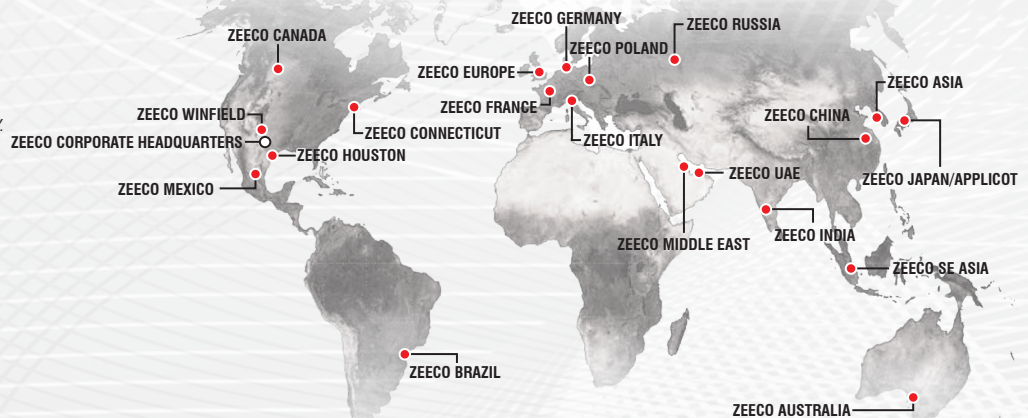 ZEECO CANADA
ZEECO GERMANY
ZEECO RUSSIA
ZEECO POLAND
ZEECO EUROPE
ZEECO ASIA
ZEECO FRANCE
ZEECO WINFIELD
ZEECO CHINA
ZEECO CONNECTICUT
ZEECO CORPORATE HEADQUARTERS
ZEECO ITALY
ZEECO HOUSTON
ZEECO UAE
ZEECO JAPAN/APPLICOT
ZEECO MEXICO
ZEECO INDIA
ZEECO MIDDLE EAST
ZEECO SE ASIA
ZEECO BRAZIL
ZEECO AUSTRALIA